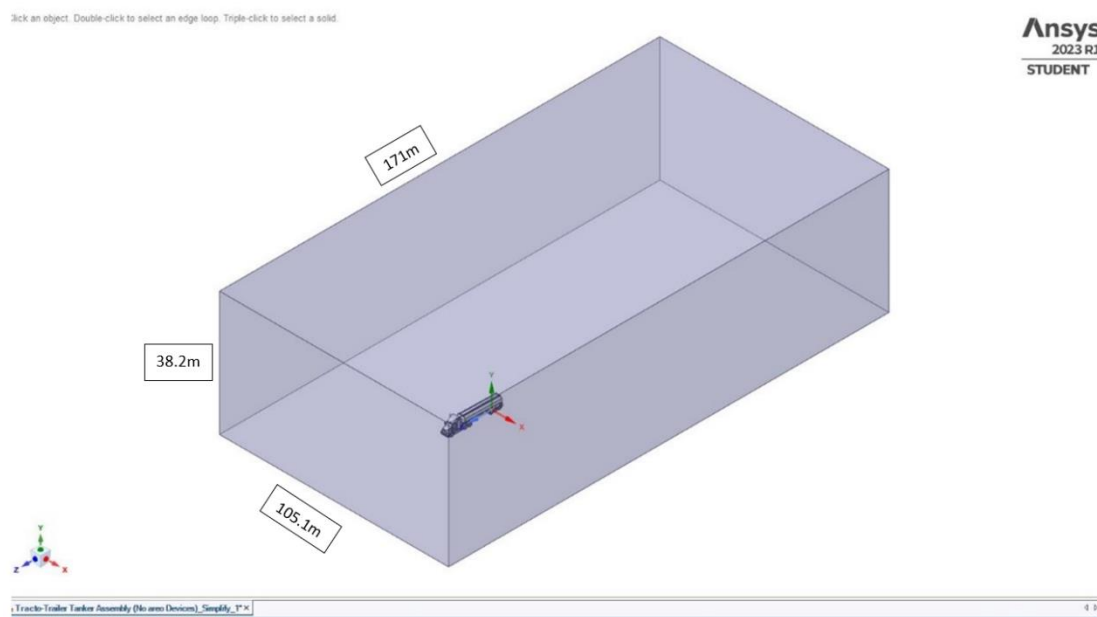 Click an object. Double-click to select an edge loop. Triple-click to select a solid.
Ansys
2023 R1
STUDENT
171m
38.2m
105.1m
Y
X
Y
Z
X
Tracto-Trailer Tanker Assembly (No aero Devices)_Simplify_1*